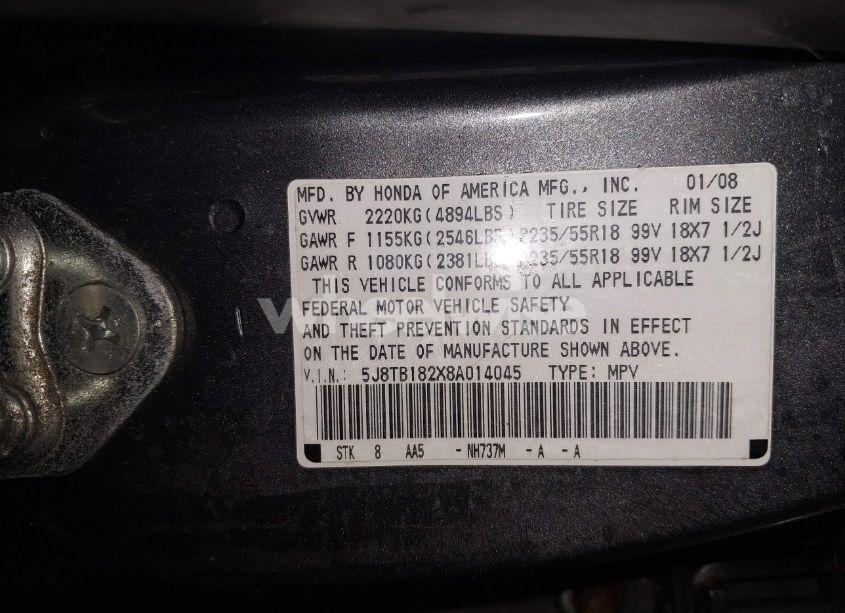 MFD. BY HONDA OF AMERICA MFG., INC. 01/08
GVWR 2220KG(4894LBS) TIRE SIZE RIM SIZE
GAWR F 1155KG(2546LBS) P235/55R18 99V 18X7 1/2J
GAWR R 1080KG(2381LBS) P235/55R18 99V 18X7 1/2J
THIS VEHICLE CONFORMS TO ALL APPLICABLE
FEDERAL MOTOR VEHICLE SAFETY
AND THEFT PREVENTION STANDARDS IN EFFECT
ON THE DATE OF MANUFACTURE SHOWN ABOVE.
V.I.N.: 5J8TB182X8A014045 TYPE: MPV
STK 8 AA5 -NH737M -A -A